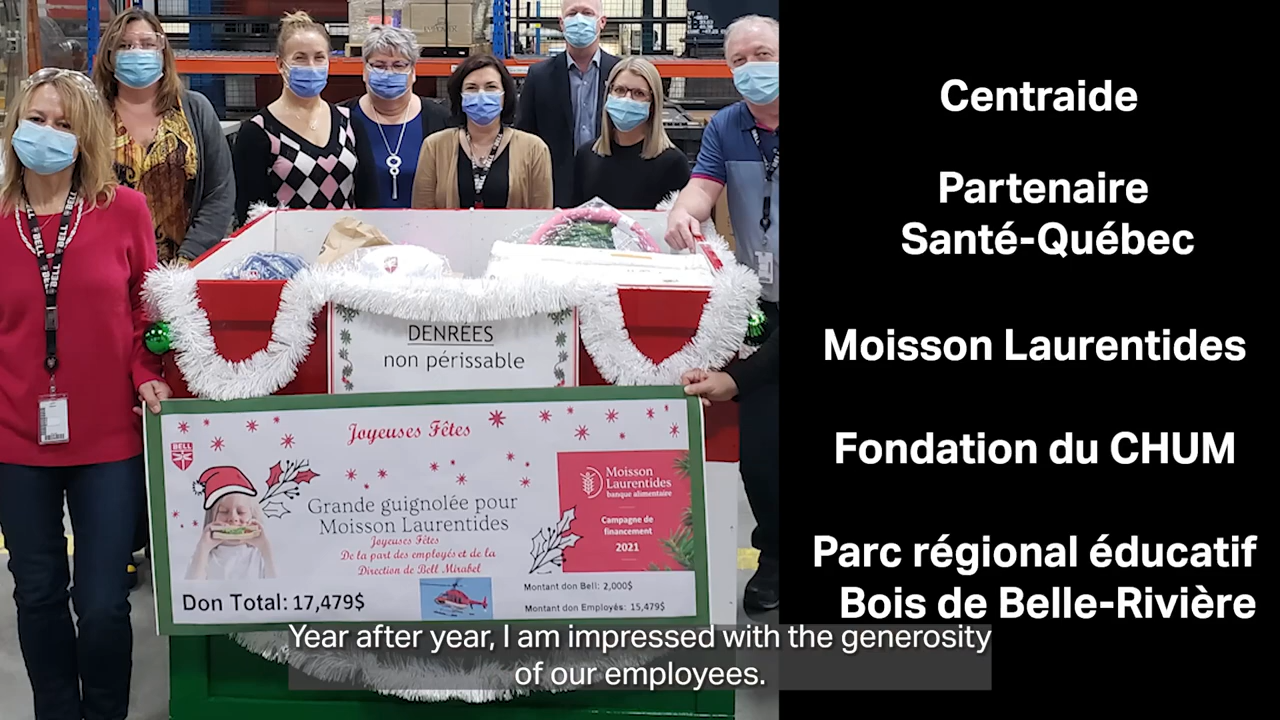 BELL
DENRÉES
non périssable
BELL
Joyeuses Fêtes
Grande guignolée pour
Moisson Laurentides
Joyeuses Fêtes
De la part des employés et de la
Direction de Bell Mirabel
Moisson
Laurentides
banque alimentaire
Campagne de
financement
2021
Don Total: 17,479$
Montant don Bell: 2,000$
Montant don Employés: 15,479$
Centraide
Partenaire
Santé-Québec
Moisson Laurentides
Fondation du CHUM
Parc régional éducatif
Bois de Belle-Rivière
Year after year, I am impressed with the generosity
of our employees.